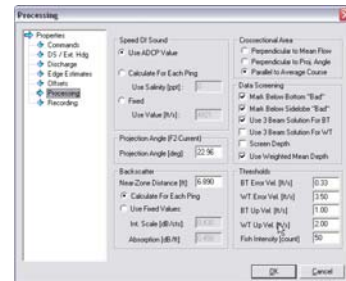 Processing
Properties
Commands
DS / Ext. Hdg
Discharge
Edge Estimates
Offsets
Processing
Recording
Speed Of Sound
Use ADCP Value
Calculate For Each Ping
Use Salinity [ppt]:
Fixed
Use Value [ft/s]:
Projection Angle (F2-Current)
Projection Angle [deg] 22.96
Backscatter
Near-Zone Distance [ft] 6.890
Calculate For Each Ping
Use Fixed Values:
Int. Scale [dB/cts]:
Absorption [dB/ft]:
Crossectional Area
Perpendicular to Mean Flow
Perpendicular to Proj. Angle
Parallel to Average Course
Data Screening
Mark Below Bottom "Bad"
Mark Below Sidelobe "Bad"
Use 3 Beam Solution For BT
Use 3 Beam Solution For WT
Screen Depth
Use Weighted Mean Depth
Thresholds
BT Error Vel. [ft/s]: 0.33
WT Error Vel. [ft/s]: 3.50
BT Up Vel. [ft/s]: 1.00
WT Up Vel. [ft/s]: 2.00
Fish Intensity [count] 50
OK
Cancel